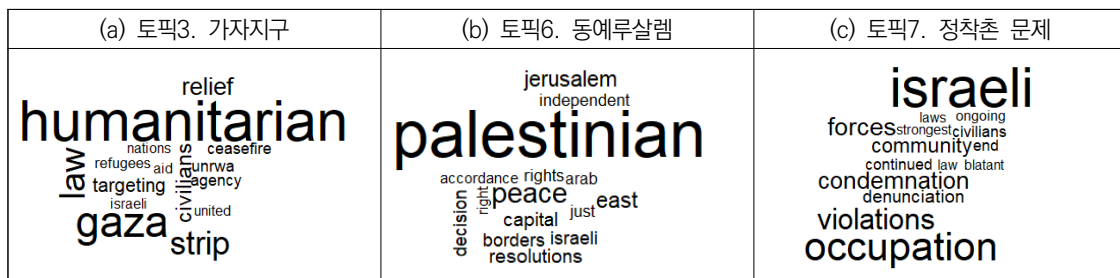 (a) 토픽3. 가자지구
relief
humanitarian
nations
ceasefire
law
refugees aid
civilians
unrwa
targeting
agency
israeli
united
gaza
strip
(b) 토픽6. 동예루살렘
jerusalem
independent
palestinian
accordance rights arab
decision
right
peace
east
capital
just
borders israeli
resolutions
(c) 토픽7. 정착촌 문제
israeli
laws ongoing
forces strongest civilians
community end
continued law blatant
condemnation
denunciation
violations
occupation